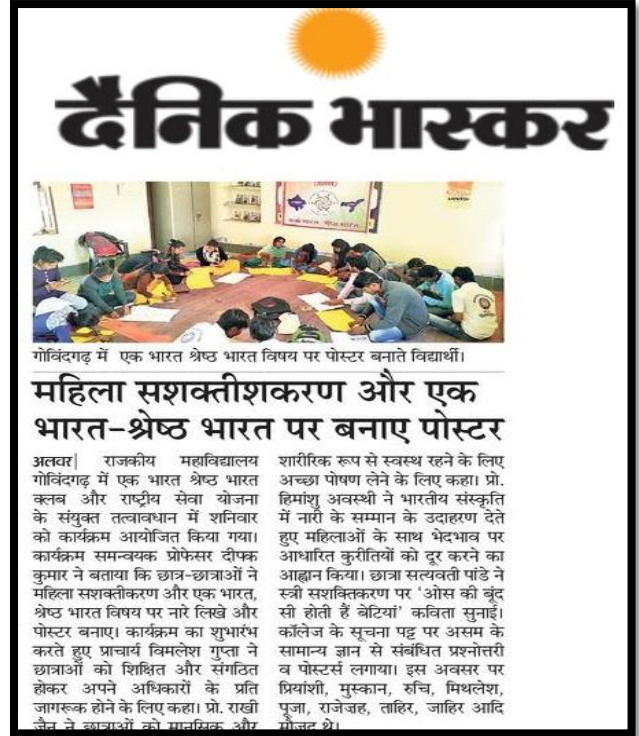 दैनिक भास्कर
गोविंदगढ़ में एक भारत श्रेष्ठ भारत विषय पर पोस्टर बनाते विद्यार्थी।
महिला सशक्तीशकरण और एक
भारत-श्रेष्ठ भारत पर बनाए पोस्टर
अलवर| राजकीय महाविद्यालय
गोविंदगढ़ में एक भारत श्रेष्ठ भारत
क्लब और राष्ट्रीय सेवा योजना
के संयुक्त तत्वावधान में शनिवार
को कार्यक्रम आयोजित किया गया।
कार्यक्रम समन्वयक प्रोफेसर दीपक
कुमार ने बताया कि छात्र-छात्राओं ने
महिला सशक्तीकरण और एक भारत,
श्रेष्ठ भारत विषय पर नारे लिखे और
पोस्टर बनाए। कार्यक्रम का शुभारंभ
करते हुए प्राचार्य विमलेश गुप्ता ने
छात्राओं को शिक्षित और संगठित
होकर अपने अधिकारों के प्रति
जागरूक होने के लिए कहा। प्रो. राखी
जैन ने छात्राओं को मानसिक और
शारीरिक रूप से स्वस्थ रहने के लिए
अच्छा पोषण लेने के लिए कहा। प्रो.
हिमांशु अवस्थी ने भारतीय संस्कृति
में नारी के सम्मान के उदाहरण देते
हुए महिलाओं के साथ भेदभाव पर
आधारित कुरीतियों को दूर करने का
आह्वान किया। छात्रा सत्यवती पांडे ने
स्त्री सशक्तिकरण पर 'ओस की बूंद
सी होती हैं बेटियां' कविता सुनाई।
कॉलेज के सूचना पट्ट पर असम के
सामान्य ज्ञान से संबंधित प्रश्नोत्तरी
व पोस्टर्स लगाया। इस अवसर पर
प्रियांशी, मुस्कान, रुचि, मिथलेश,
पूजा, राजेज्रह, ताहिर, जाहिर आदि
मौजूद थे।